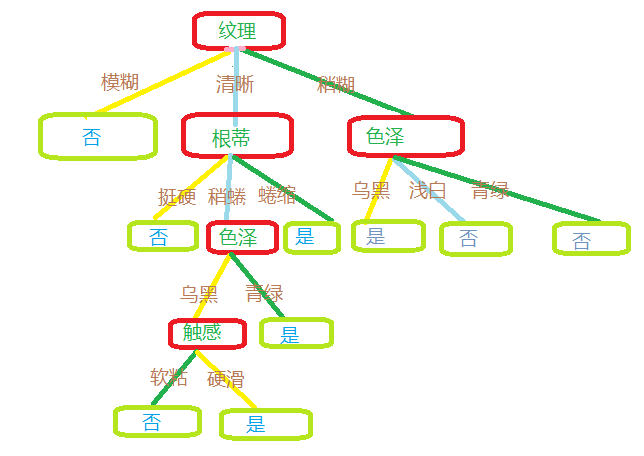 纹理
模糊 清晰 稍糊
否 根蒂 色泽
挺硬 稍蜷 蜷缩 乌黑 浅白 青绿
否 色泽 是 是 否 否
乌黑 青绿
触感 是
软粘 硬滑
否 是